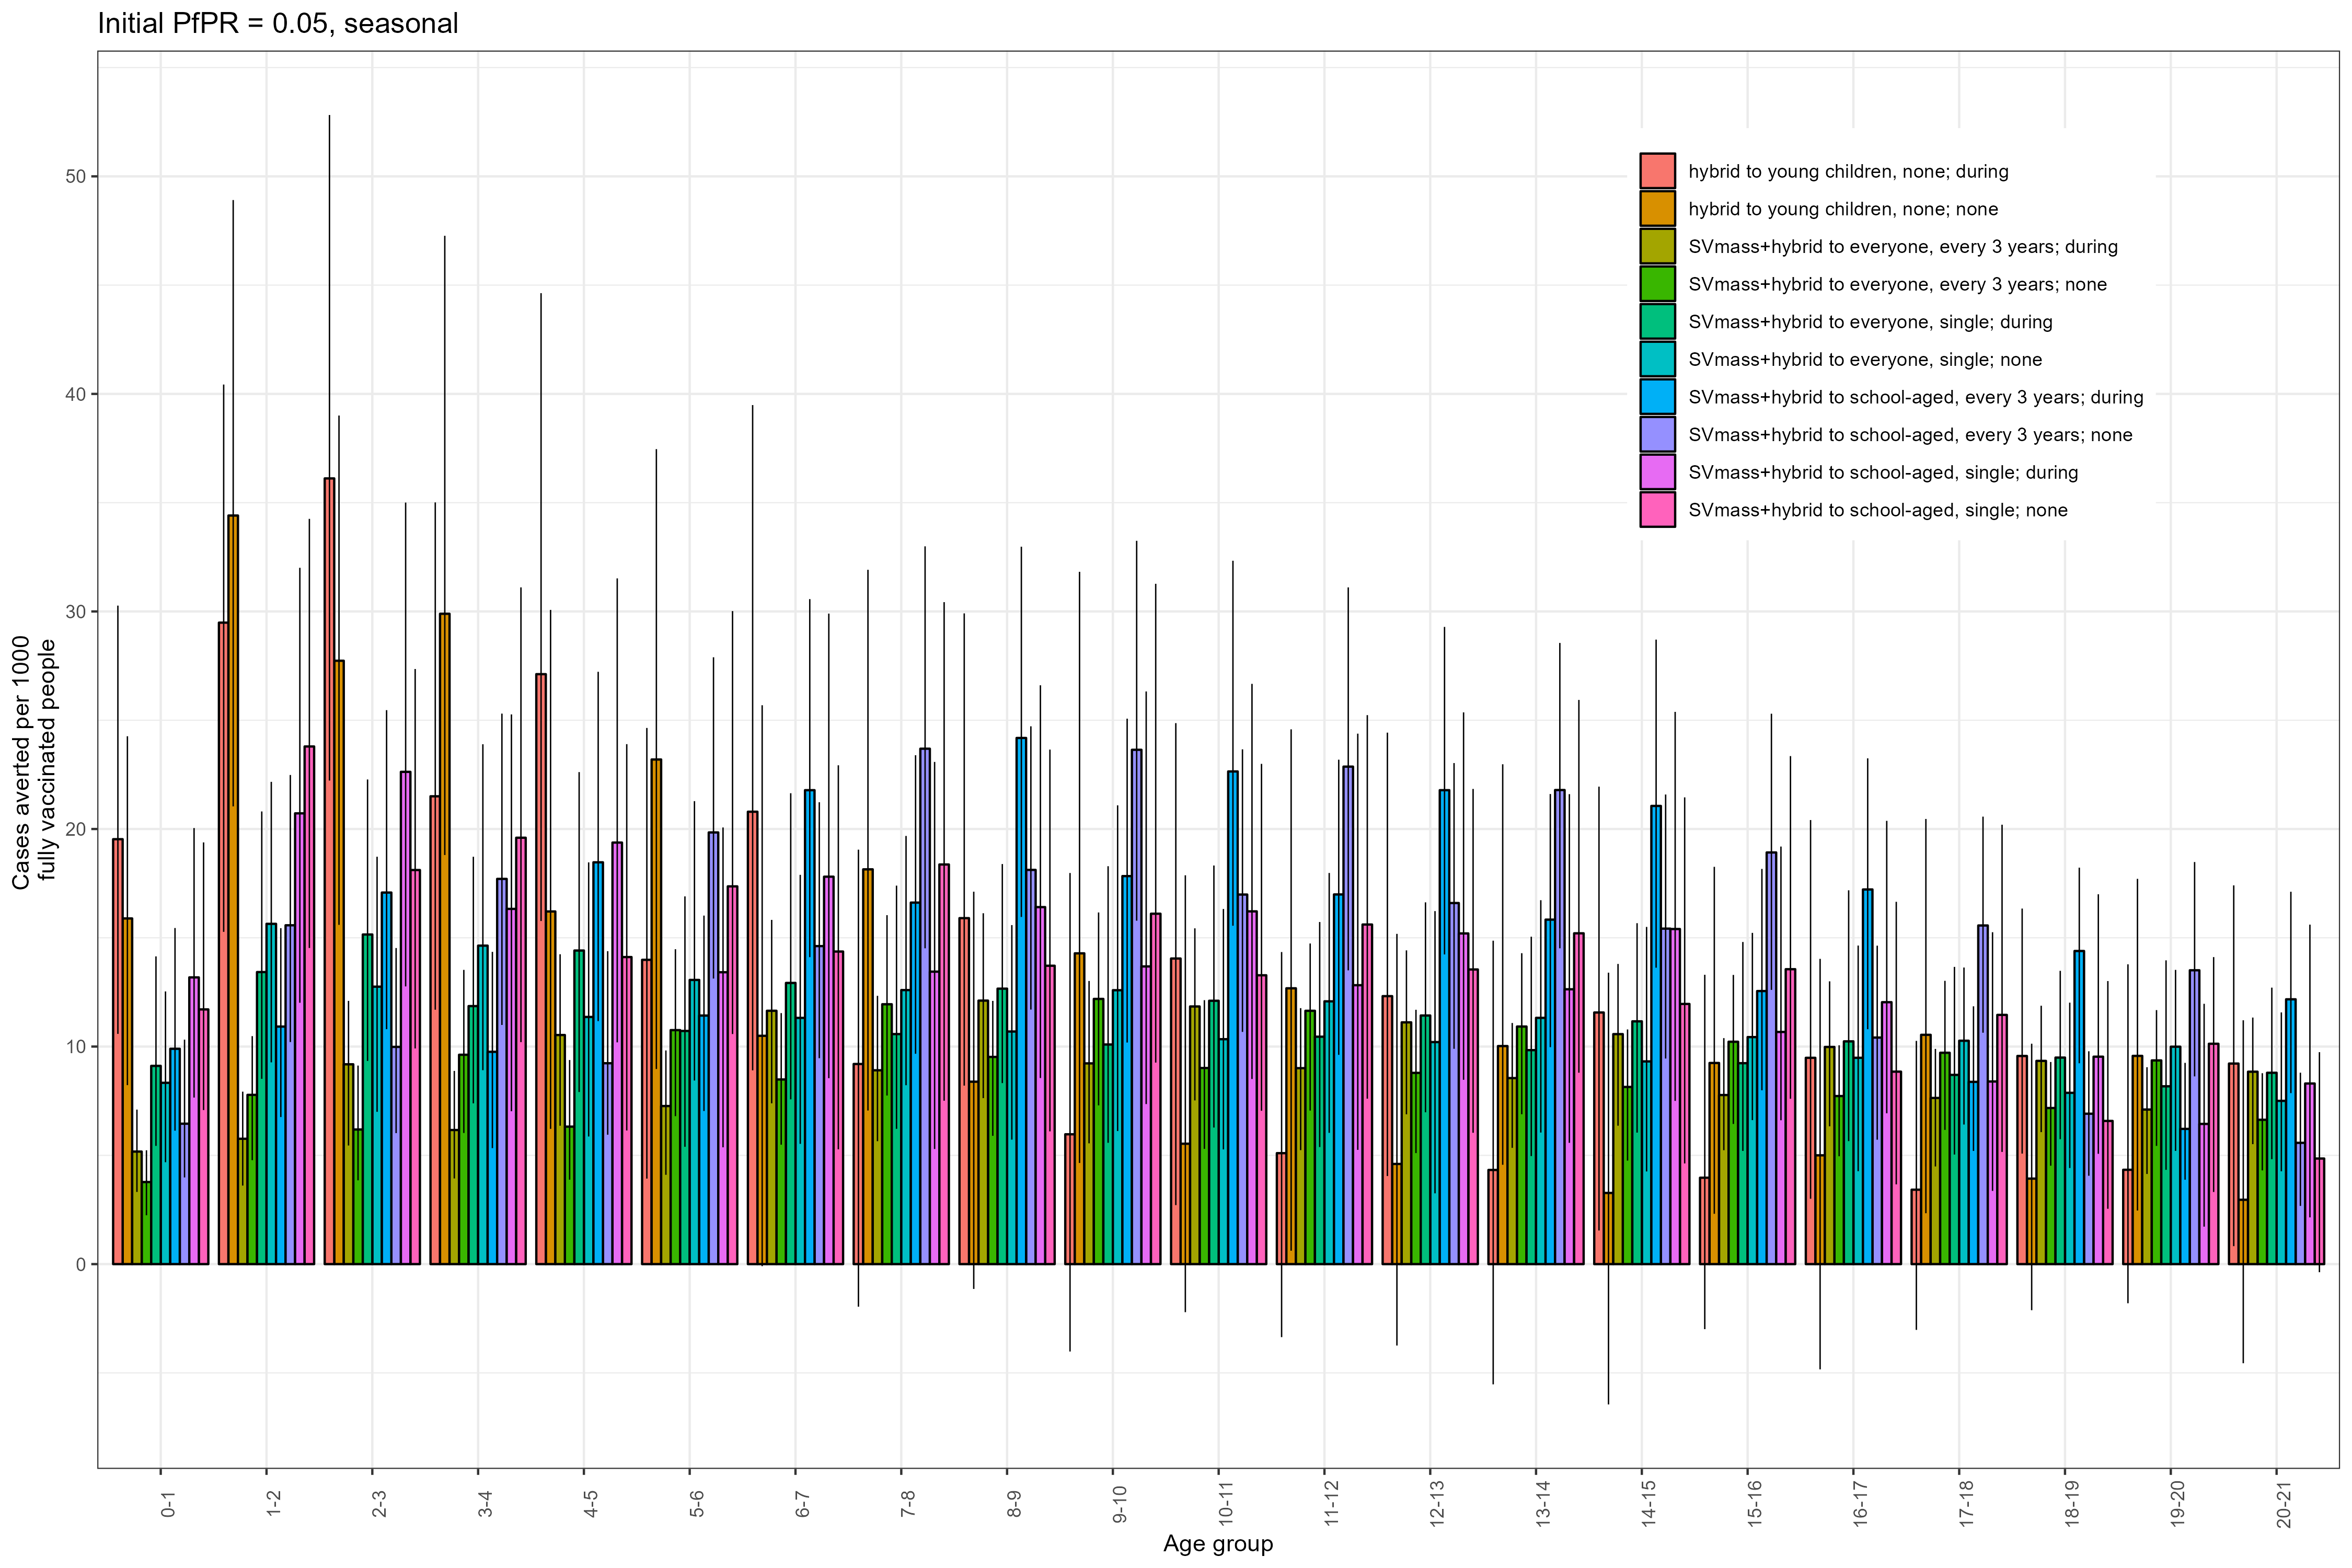 Initial PfPR = 0.05, seasonal
Cases averted per 1000
fully vaccinated people
50
40
30
20
10
0
hybrid to young children, none; during
hybrid to young children, none; none
SVmass+hybrid to everyone, every 3 years; during
SVmass+hybrid to everyone, every 3 years; none
SVmass+hybrid to everyone, single; during
SVmass+hybrid to everyone, single; none
SVmass+hybrid to school-aged, every 3 years; during
SVmass+hybrid to school-aged, every 3 years; none
SVmass+hybrid to school-aged, single; during
SVmass+hybrid to school-aged, single; none
0-1
1-2
2-3
3-4
4-5
5-6
6-7
7-8
8-9
9-10
10-11
11-12
12-13
13-14
14-15
15-16
16-17
17-18
18-19
19-20
20-21
Age group